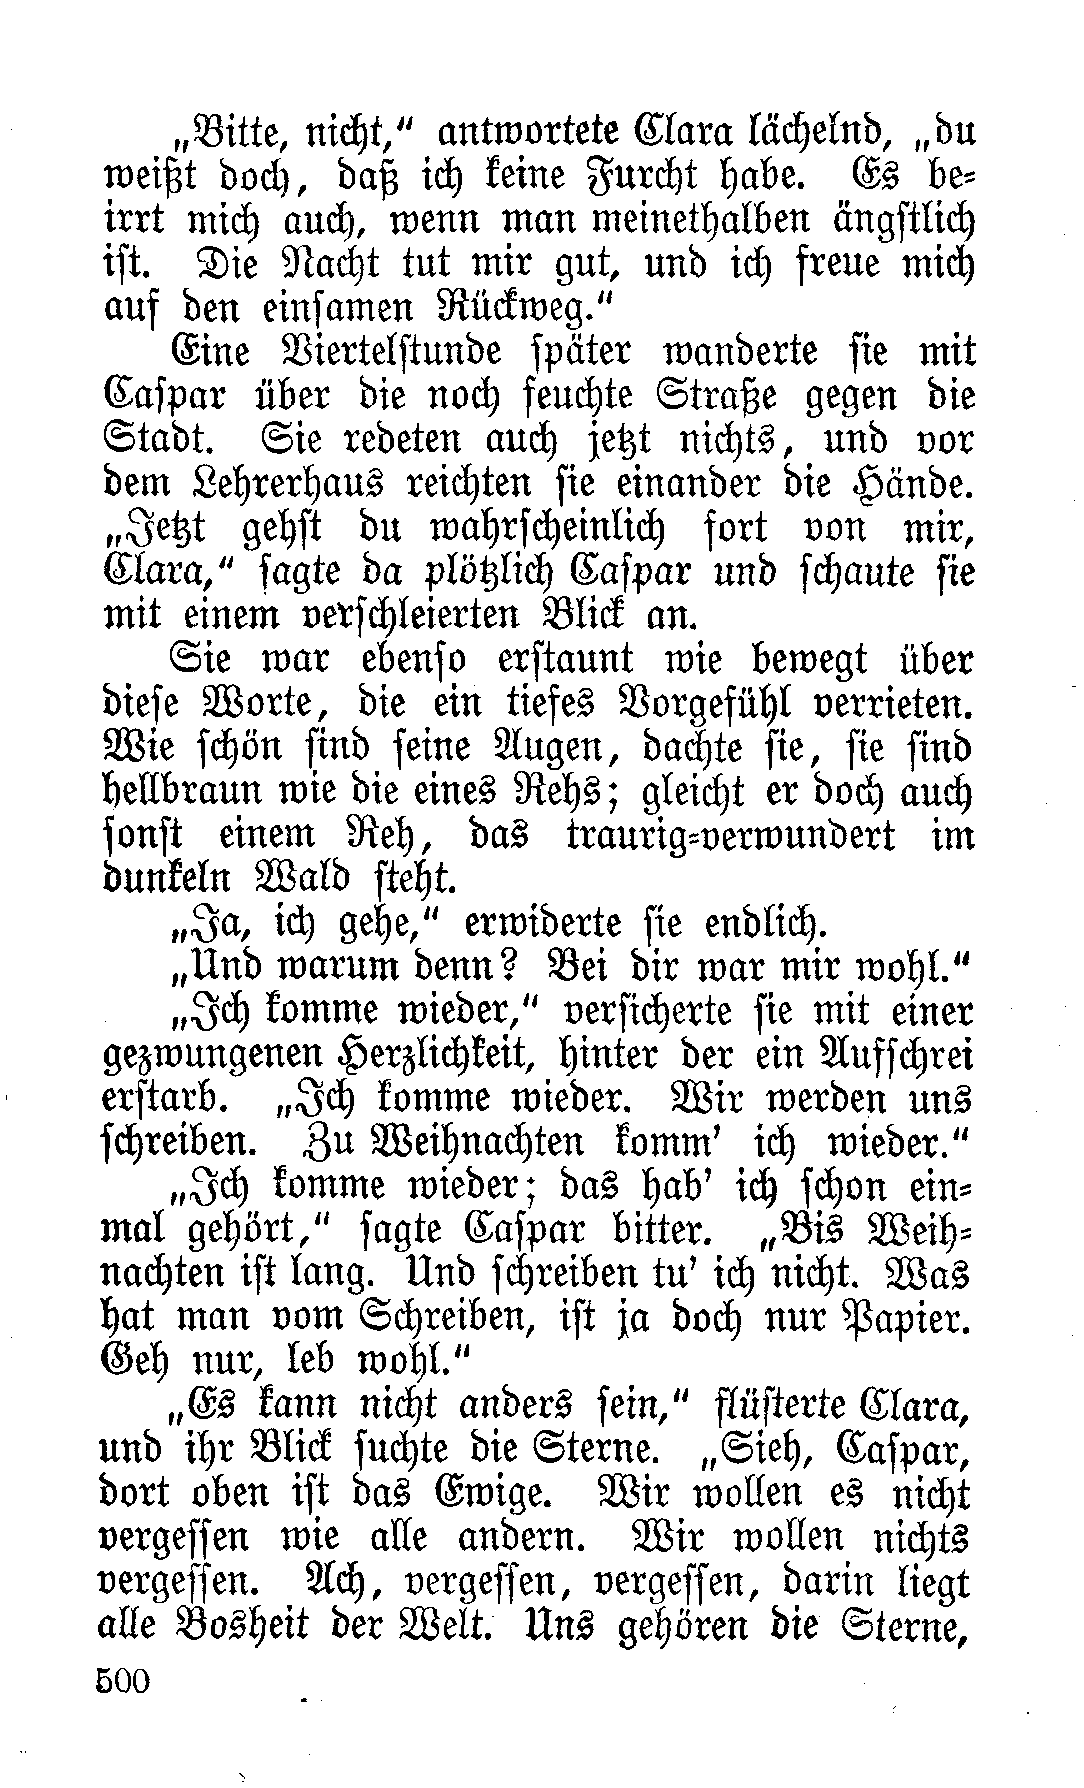 „Bitte, nicht,“ antwortete Clara lächelnd, „du
weißt doch, daß ich keine Furcht habe. Es be-
irrt mich auch, wenn man meinethalben ängstlich
ist. Die Nacht tut mir gut, und ich freue mich
auf den einsamen Rückweg.“
Eine Viertelstunde später wanderte sie mit
Caspar über die noch feuchte Straße gegen die
Stadt. Sie redeten auch jetzt nichts, und vor
dem Lehrerhaus reichten sie einander die Hände.
„Jetzt gehst du wahrscheinlich fort von mir,
Clara,“ sagte da plötzlich Caspar und schaute sie
mit einem verschleierten Blick an.
Sie war ebenso erstaunt wie bewegt über
diese Worte, die ein tiefes Vorgefühl verrieten.
Wie schön sind seine Augen, dachte sie, sie sind
hellbraun wie die eines Rehs; gleicht er doch auch
sonst einem Reh, das traurig-verwundert im
dunkeln Wald steht.
„Ja, ich gehe,“ erwiderte sie endlich.
„Und warum denn? Bei dir war mir wohl.“
„Ich komme wieder,“ versicherte sie mit einer
gezwungenen Herzlichkeit, hinter der ein Aufschrei
erstarb. „Ich komme wieder. Wir werden uns
schreiben. Zu Weihnachten komm' ich wieder.“
„Ich komme wieder; das hab' ich schon ein-
mal gehört,“ sagte Caspar bitter. „Bis Weih-
nachten ist lang. Und schreiben tu' ich nicht. Was
hat man vom Schreiben, ist ja doch nur Papier.
Geh nur, leb wohl.“
„Es kann nicht anders sein,“ flüsterte Clara,
und ihr Blick suchte die Sterne. „Sieh, Caspar,
dort oben ist das Ewige. Wir wollen es nicht
vergessen wie alle andern. Wir wollen nichts
vergessen. Ach, vergessen, vergessen, darin liegt
alle Bosheit der Welt. Uns gehören die Sterne,
500